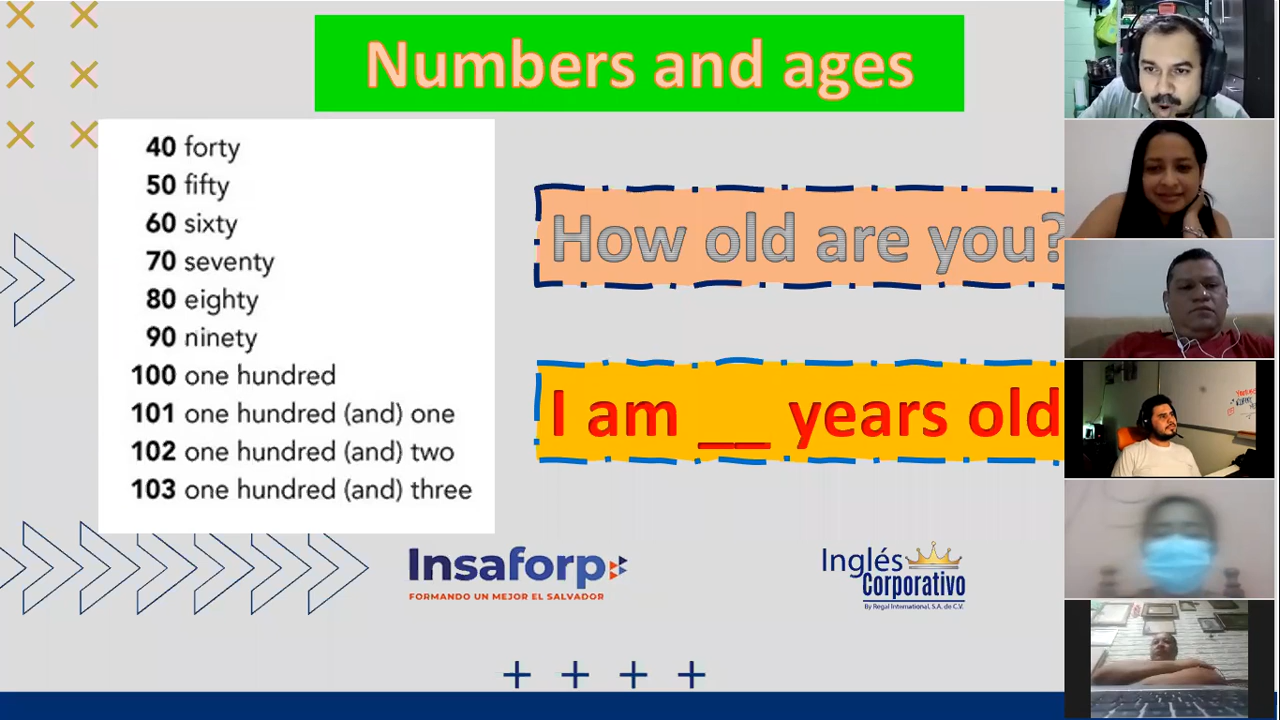 Numbers and ages
40 forty
50 fifty
60 sixty
70 seventy
80 eighty
90 ninety
100 one hundred
101 one hundred (and) one
102 one hundred (and) two
103 one hundred (and) three
How old are you?
I am __ years old
Insaforp
FORMANDO UN MEJOR EL SALVADOR
Inglés
Corporativo
By Regal International, S.A. de C.V.